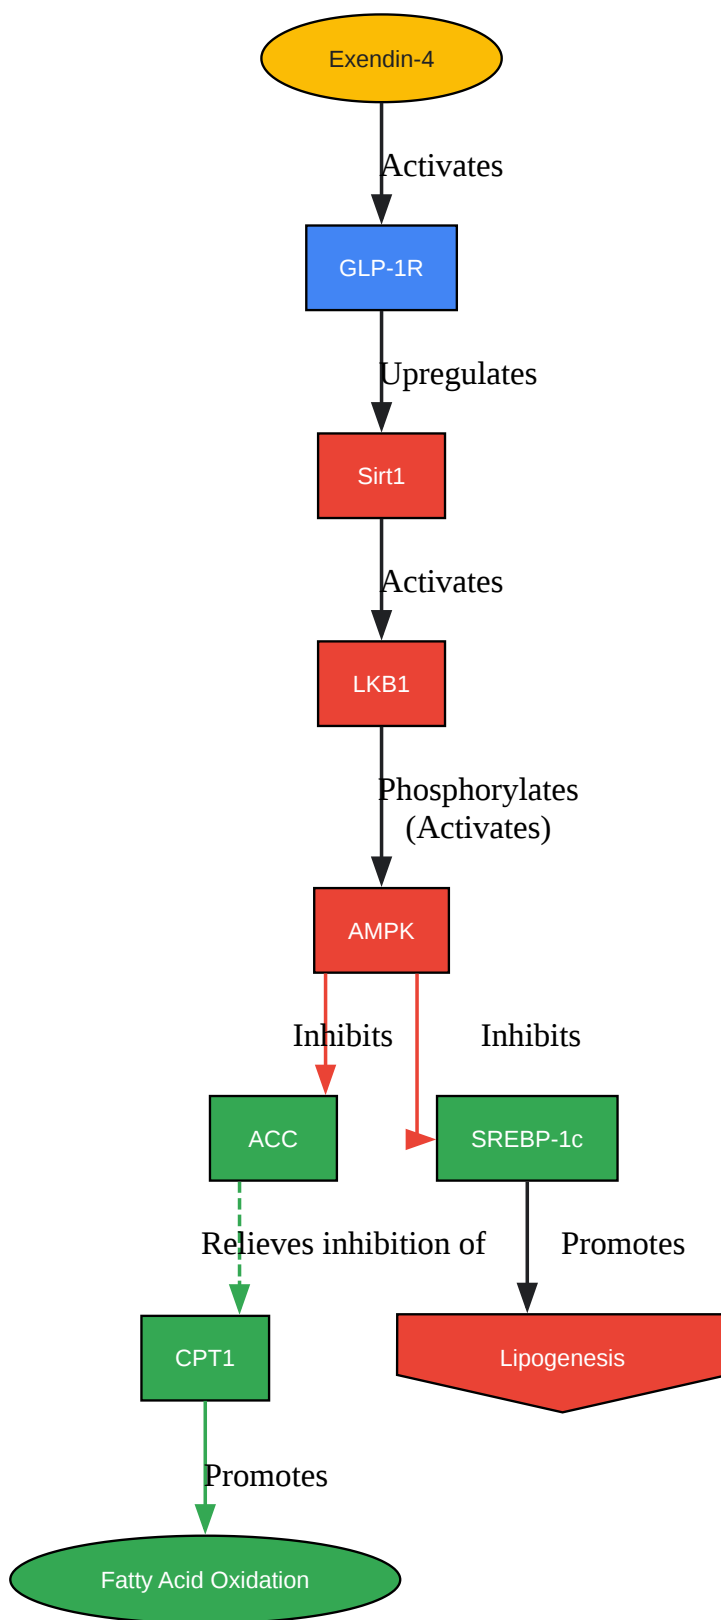 Exendin-4
Activates
GLP-1R
Upregulates
Sirt1
Activates
LKB1
Phosphorylates
(Activates)
AMPK
Inhibits
Inhibits
ACC
SREBP-1c
Relieves inhibition of
Promotes
CPT1
Lipogenesis
Promotes
Fatty Acid Oxidation